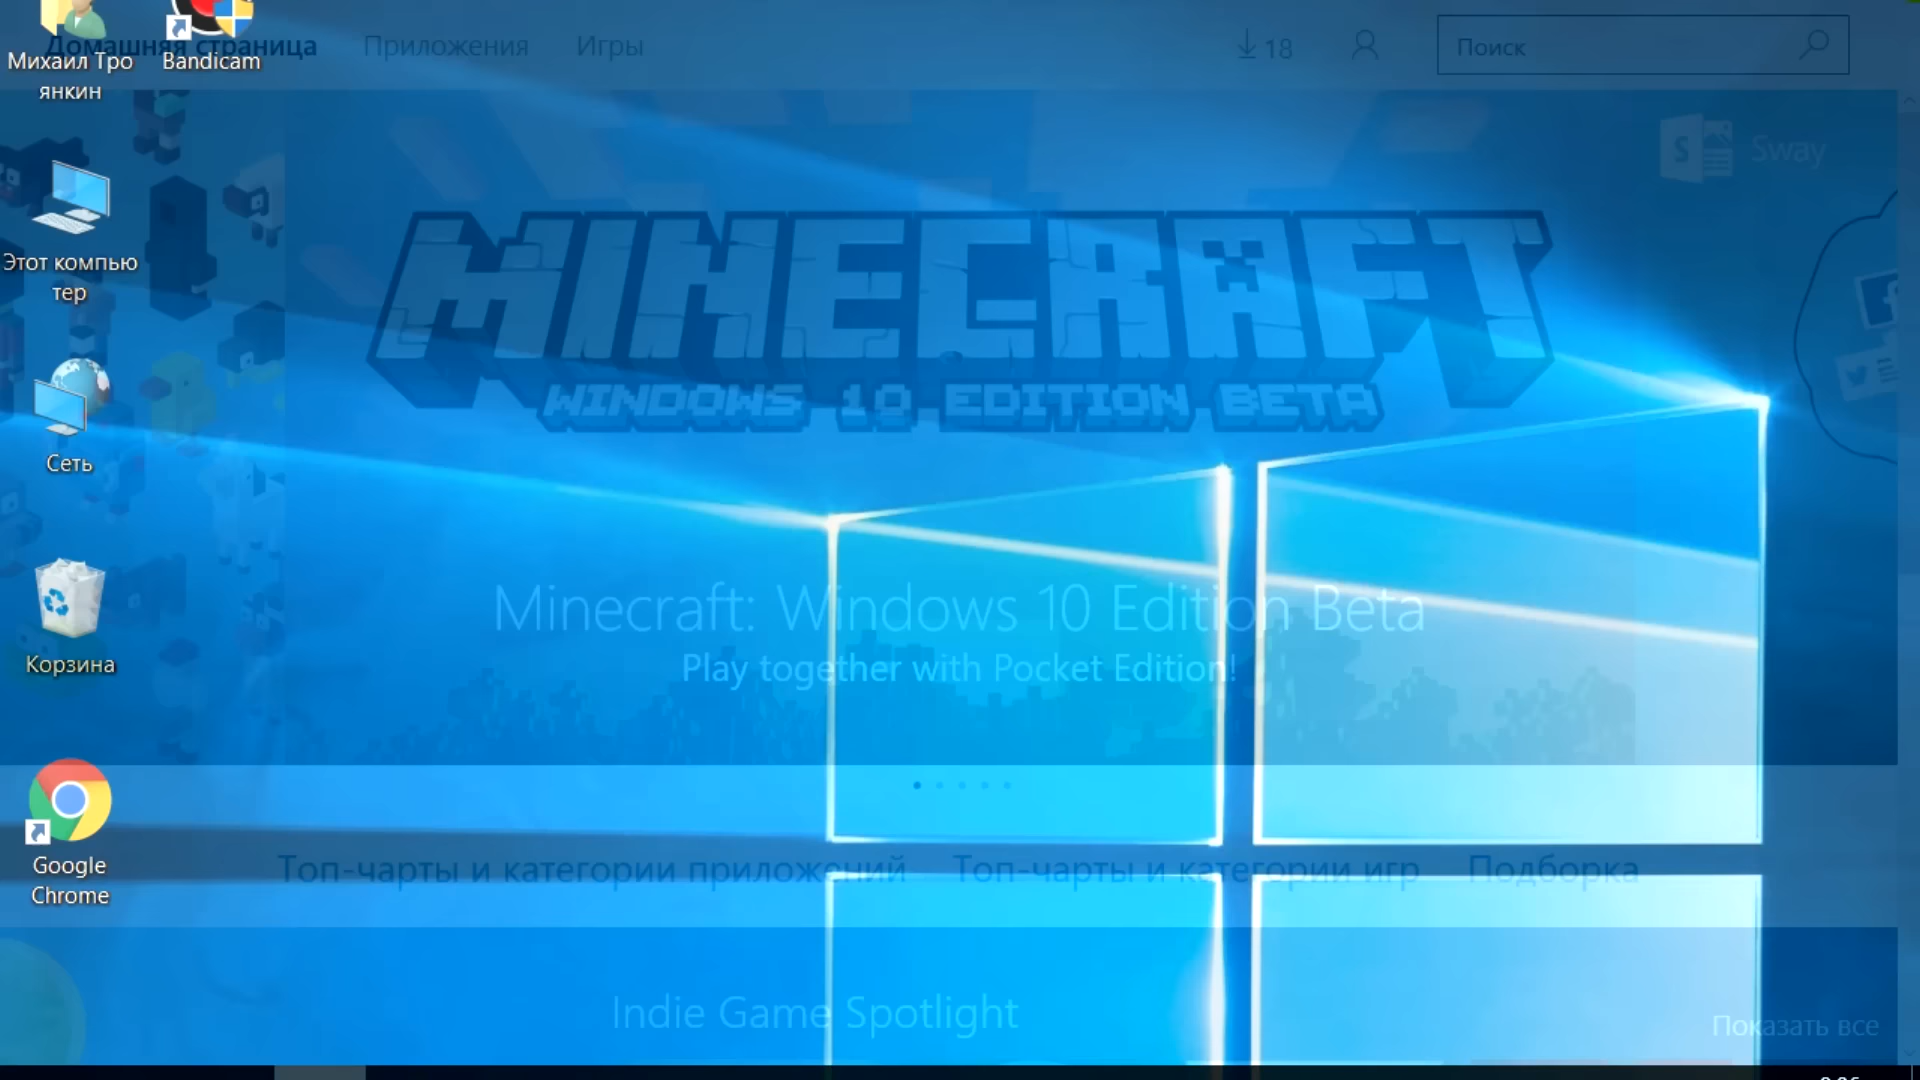 Домашняя страница
Приложения
Игры
18
Поиск
Михаил Тро
янкин
Bandicam
Sway
Этот компью
тер
MINECRAFT
WINDOWS 10 EDITION BETA
Сеть
Minecraft: Windows 10 Edition Beta
Play together with Pocket Edition!
Корзина
Google
Chrome
Топ-чарты и категории приложений
Топ-чарты и категории игр
Подборка
Indie Game Spotlight
Показать все